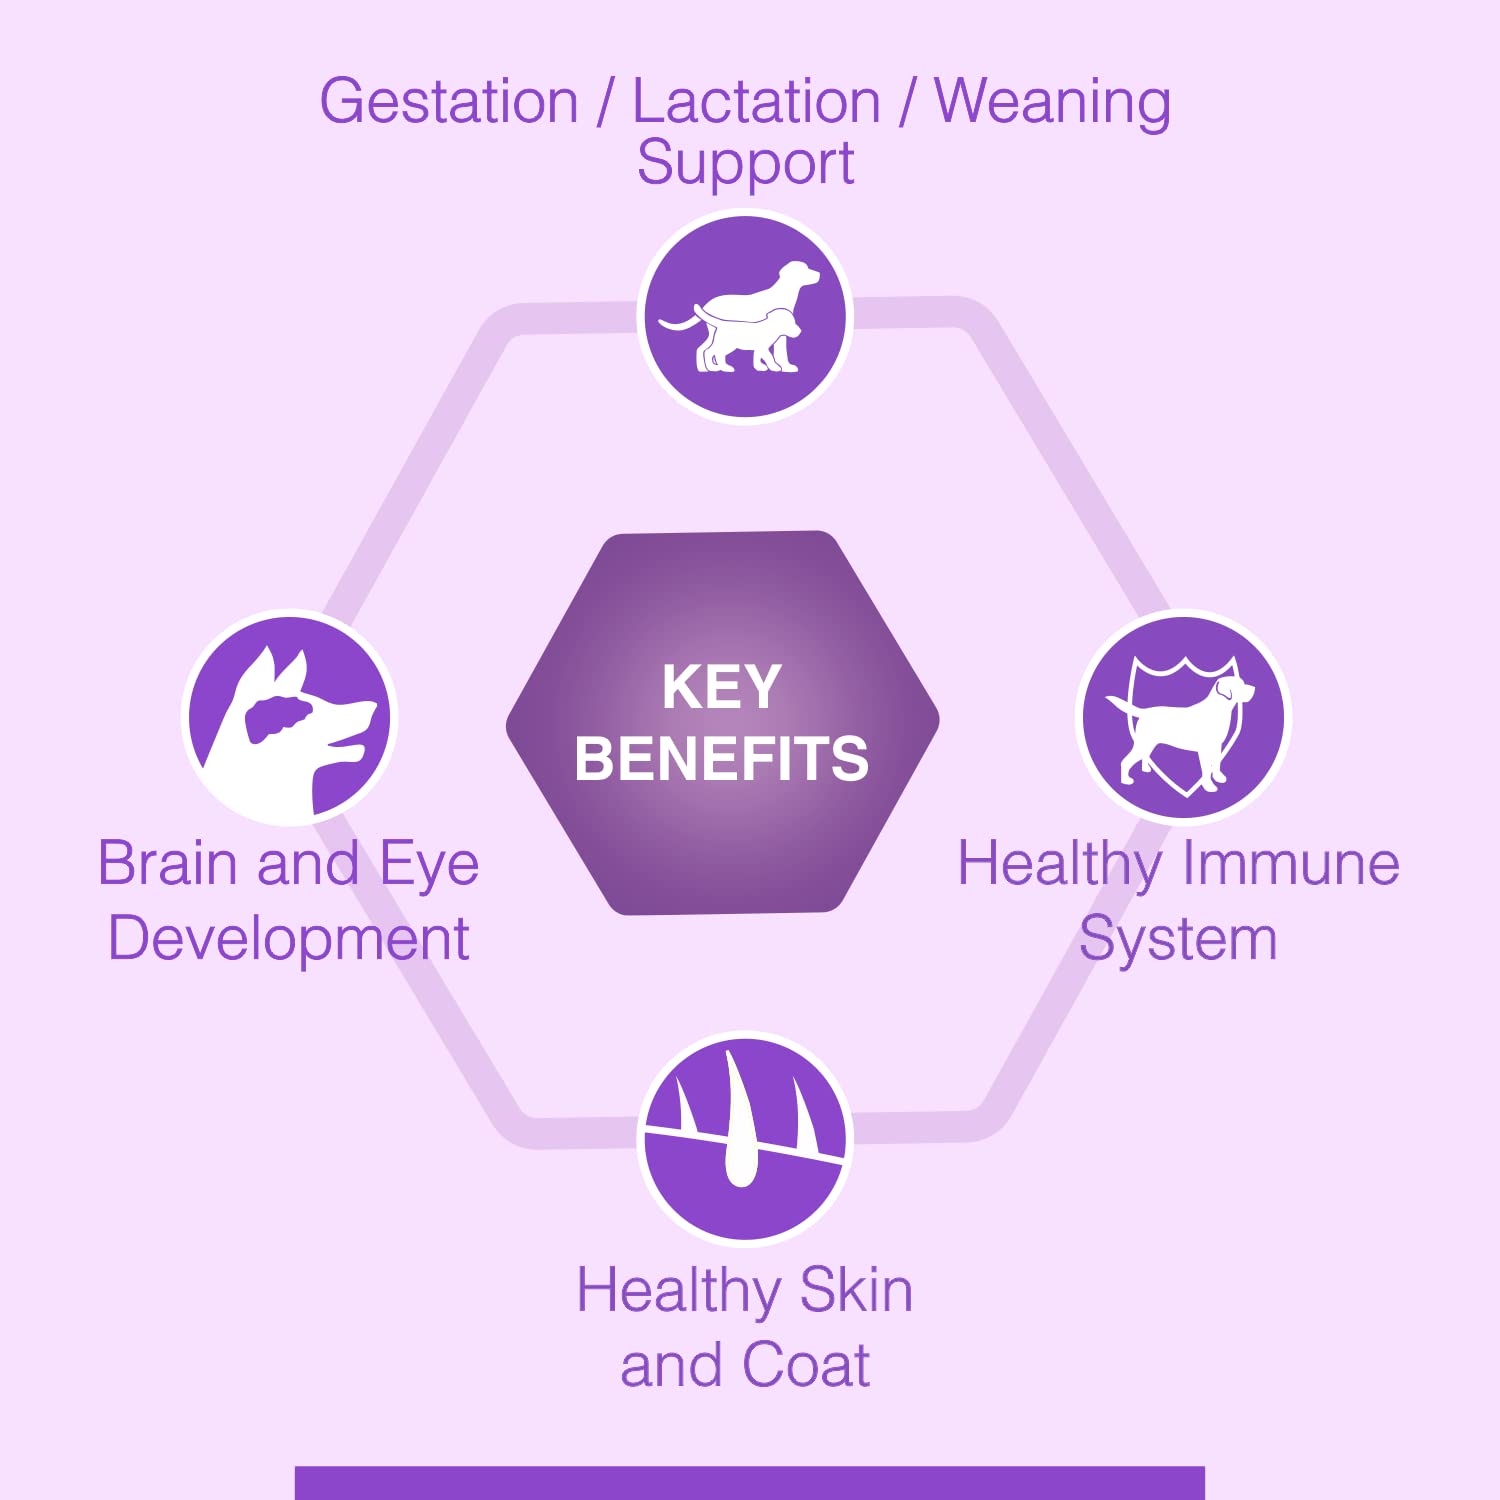 Gestation / Lactation / Weaning
Support
KEY
BENEFITS
Brain and Eye
Development
Healthy Immune
System
Healthy Skin
and Coat